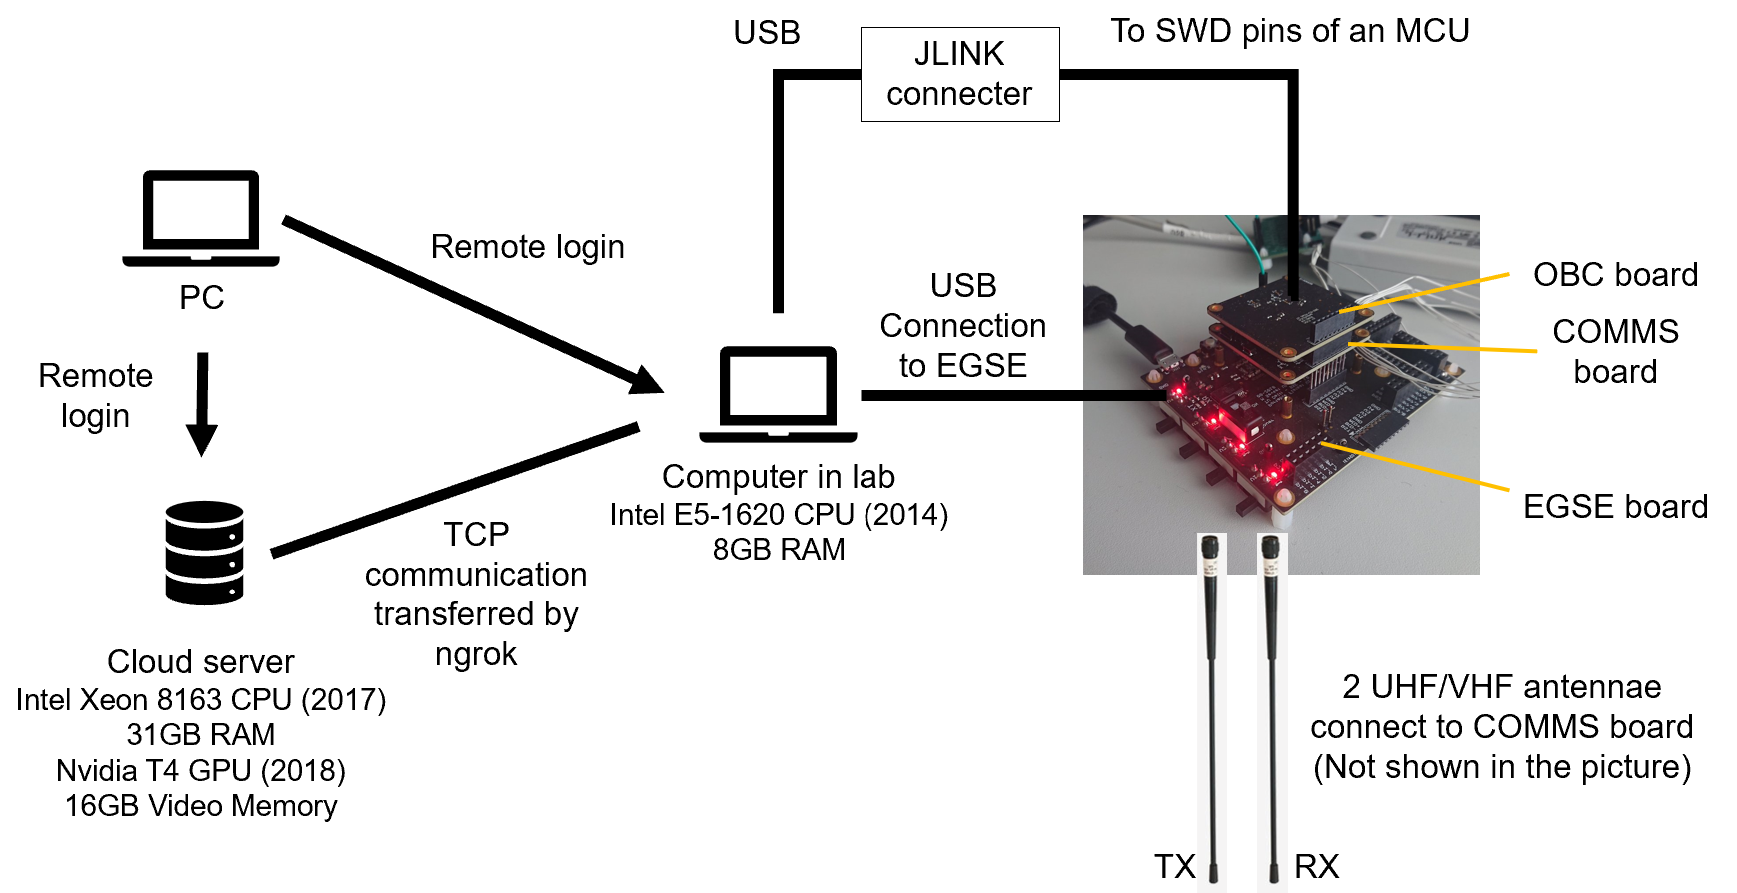 USB
JLINK
connecter
To SWD pins of an MCU
PC
Remote login
Remote
login
USB
Connection
to EGSE
OBC board
COMMS
board
EGSE board
Computer in lab
Intel E5-1620 CPU (2014)
8GB RAM
TCP
communication
transferred by
ngrok
Cloud server
Intel Xeon 8163 CPU (2017)
31GB RAM
Nvidia T4 GPU (2018)
16GB Video Memory
2 UHF/VHF antennae
connect to COMMS board
(Not shown in the picture)
TX
RX